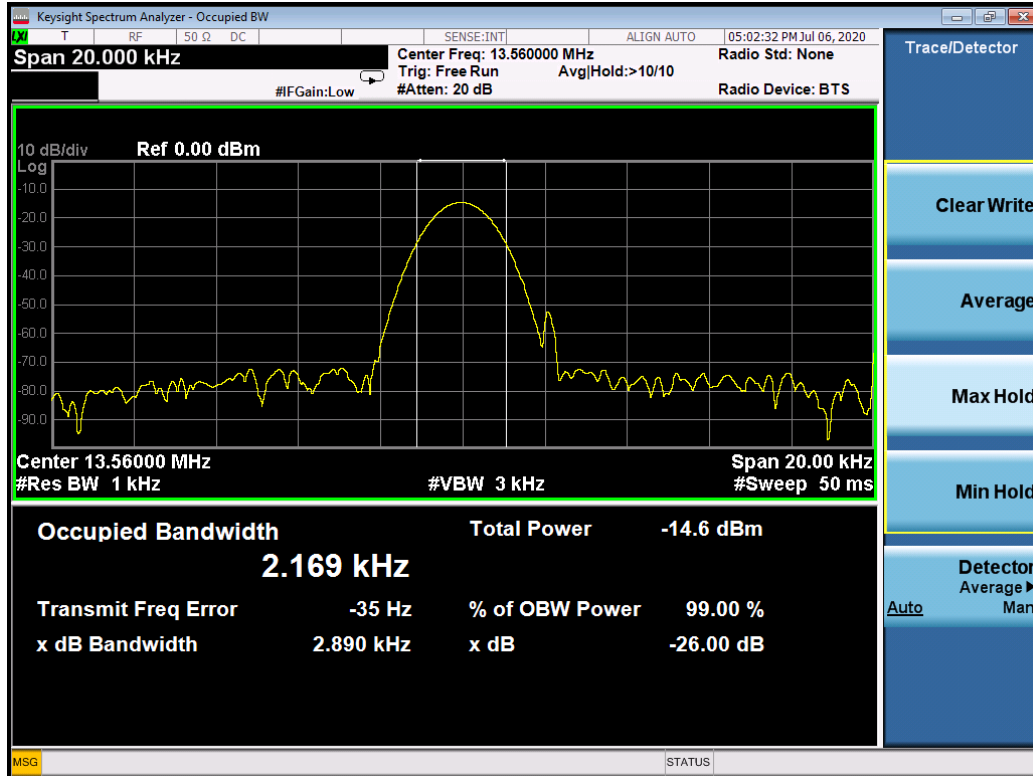 Keysight Spectrum Analyzer - Occupied BW
LXI T RF 50 Ω DC SENSE:INT ALIGN AUTO 05:02:32 PM Jul 06, 2020
Span 20.000 kHz
Center Freq: 13.560000 MHz Radio Std: None
Trig: Free Run Avg|Hold:>10/10
#IFGain:Low #Atten: 20 dB Radio Device: BTS
10 dB/div Ref 0.00 dBm
Log
-10.0
-20.0
-30.0
-40.0
-50.0
-60.0
-70.0
-80.0
-90.0
Center 13.56000 MHz Span 20.00 kHz
#Res BW 1 kHz #VBW 3 kHz #Sweep 50 ms
Occupied Bandwidth Total Power -14.6 dBm
2.169 kHz
Transmit Freq Error -35 Hz % of OBW Power 99.00 %
x dB Bandwidth 2.890 kHz x dB -26.00 dB
Trace/Detector
Clear Write
Average
Max Hold
Min Hold
Detector
Average
Auto Man
MSG STATUS